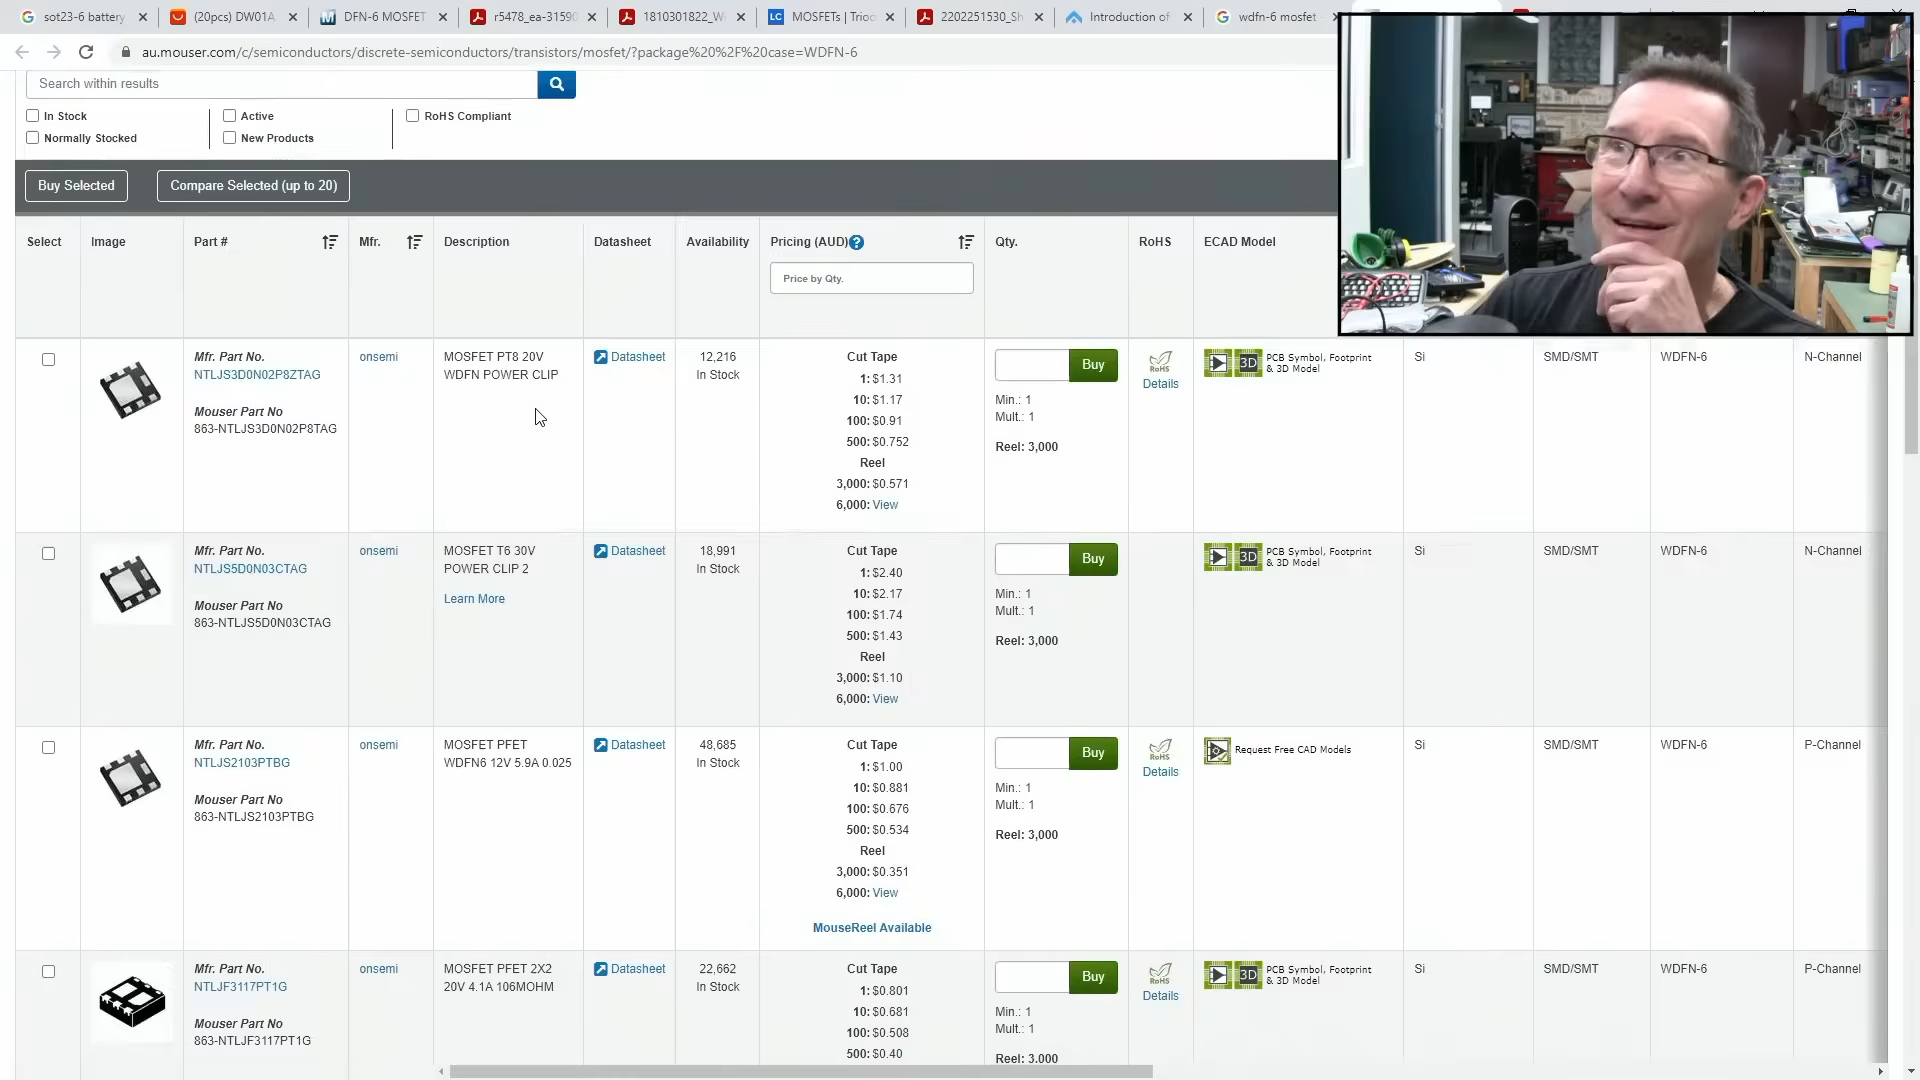 sot23-6 battery
(20pcs) DW01A
DFN-6 MOSFET
r5478_ea-31590
1810301822_W
MOSFETs | Trio
2202251530_Sh
Introduction of
wdfn-6 mosfet
au.mouser.com/c/semiconductors/discrete-semiconductors/transistors/mosfet/?package%20%2F%20case=WDFN-6
Search within results
In Stock
Active
RoHS Compliant
Normally Stocked
New Products
Buy Selected
Compare Selected (up to 20)
Select
Image
Part #
Mfr.
Description
Datasheet
Availability
Pricing (AUD)
Qty.
RoHS
ECAD Model
Price by Qty.
Mfr. Part No.
NTLJS3D0N02P8ZTAG
Mouser Part No
863-NTLJS3D0N02P8TAG
onsemi
MOSFET PT8 20V
WDFN POWER CLIP
Datasheet
12,216
In Stock
Cut Tape
1: $1.31
10: $1.17
100: $0.91
500: $0.752
Reel
3,000: $0.571
6,000: View
Buy
Min.: 1
Mult.: 1
Reel: 3,000
RoHS
Details
3D
PCB Symbol, Footprint
& 3D Model
Si
SMD/SMT
WDFN-6
N-Channel
Mfr. Part No.
NTLJS5D0N03CTAG
Mouser Part No
863-NTLJS5D0N03CTAG
onsemi
MOSFET T6 30V
POWER CLIP 2
Learn More
Datasheet
18,991
In Stock
Cut Tape
1: $2.40
10: $2.17
100: $1.74
500: $1.43
Reel
3,000: $1.10
6,000: View
Buy
Min.: 1
Mult.: 1
Reel: 3,000
3D
PCB Symbol, Footprint
& 3D Model
Si
SMD/SMT
WDFN-6
N-Channel
Mfr. Part No.
NTLJS2103PTBG
Mouser Part No
863-NTLJS2103PTBG
onsemi
MOSFET PFET
WDFN6 12V 5.9A 0.025
Datasheet
48,685
In Stock
Cut Tape
1: $1.00
10: $0.881
100: $0.676
500: $0.534
Reel
3,000: $0.351
6,000: View
MouseReel Available
Buy
Min.: 1
Mult.: 1
Reel: 3,000
RoHS
Details
Request Free CAD Models
Si
SMD/SMT
WDFN-6
P-Channel
Mfr. Part No.
NTLJF3117PT1G
Mouser Part No
863-NTLJF3117PT1G
onsemi
MOSFET PFET 2X2
20V 4.1A 106MOHM
Datasheet
22,662
In Stock
Cut Tape
1: $0.801
10: $0.681
100: $0.508
500: $0.40
Buy
Min.: 1
Mult.: 1
Reel: 3,000
RoHS
Details
3D
PCB Symbol, Footprint
& 3D Model
Si
SMD/SMT
WDFN-6
P-Channel